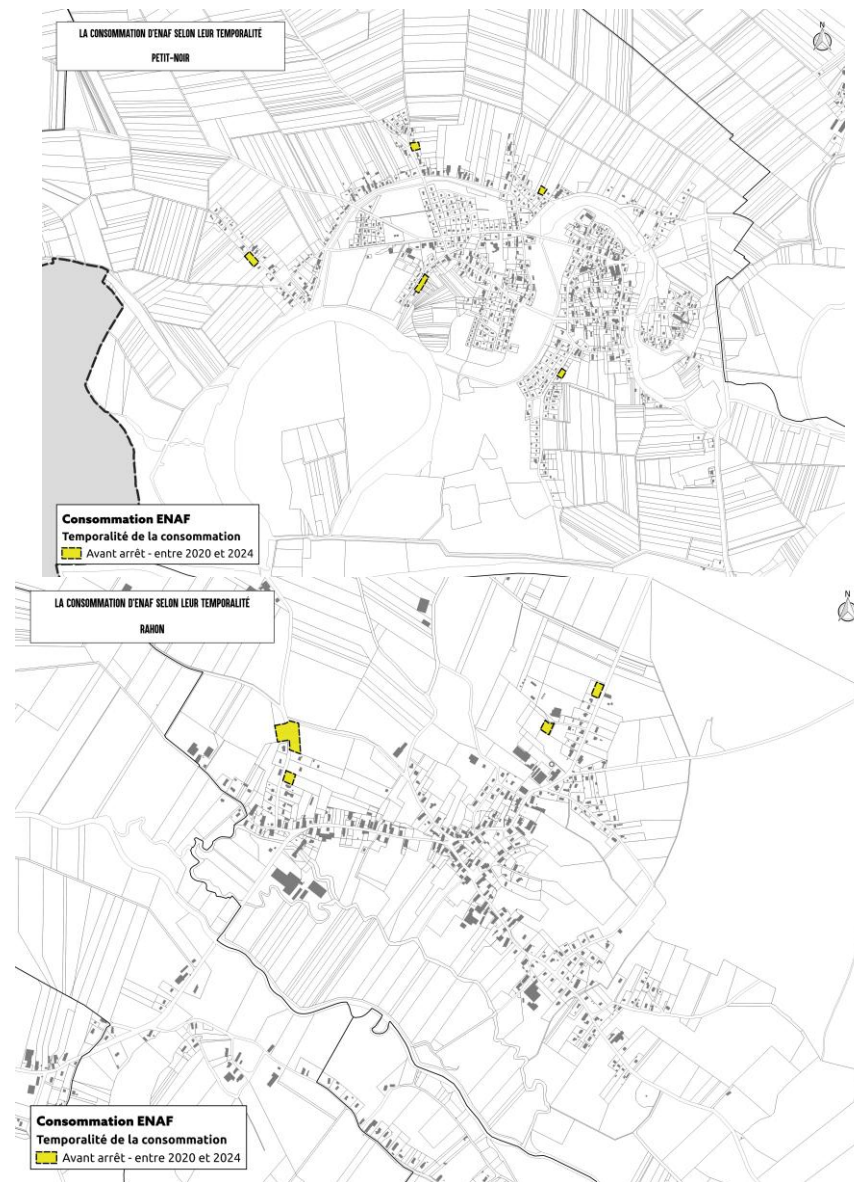 LA CONSOMMATION D'ENAF SELON LEUR TEMPORALITÉ
PETIT-NOIR
N
Consommation ENAF
Temporalité de la consommation
Avant arrêt - entre 2020 et 2024
LA CONSOMMATION D'ENAF SELON LEUR TEMPORALITÉ
RAHON
N
Consommation ENAF
Temporalité de la consommation
Avant arrêt - entre 2020 et 2024